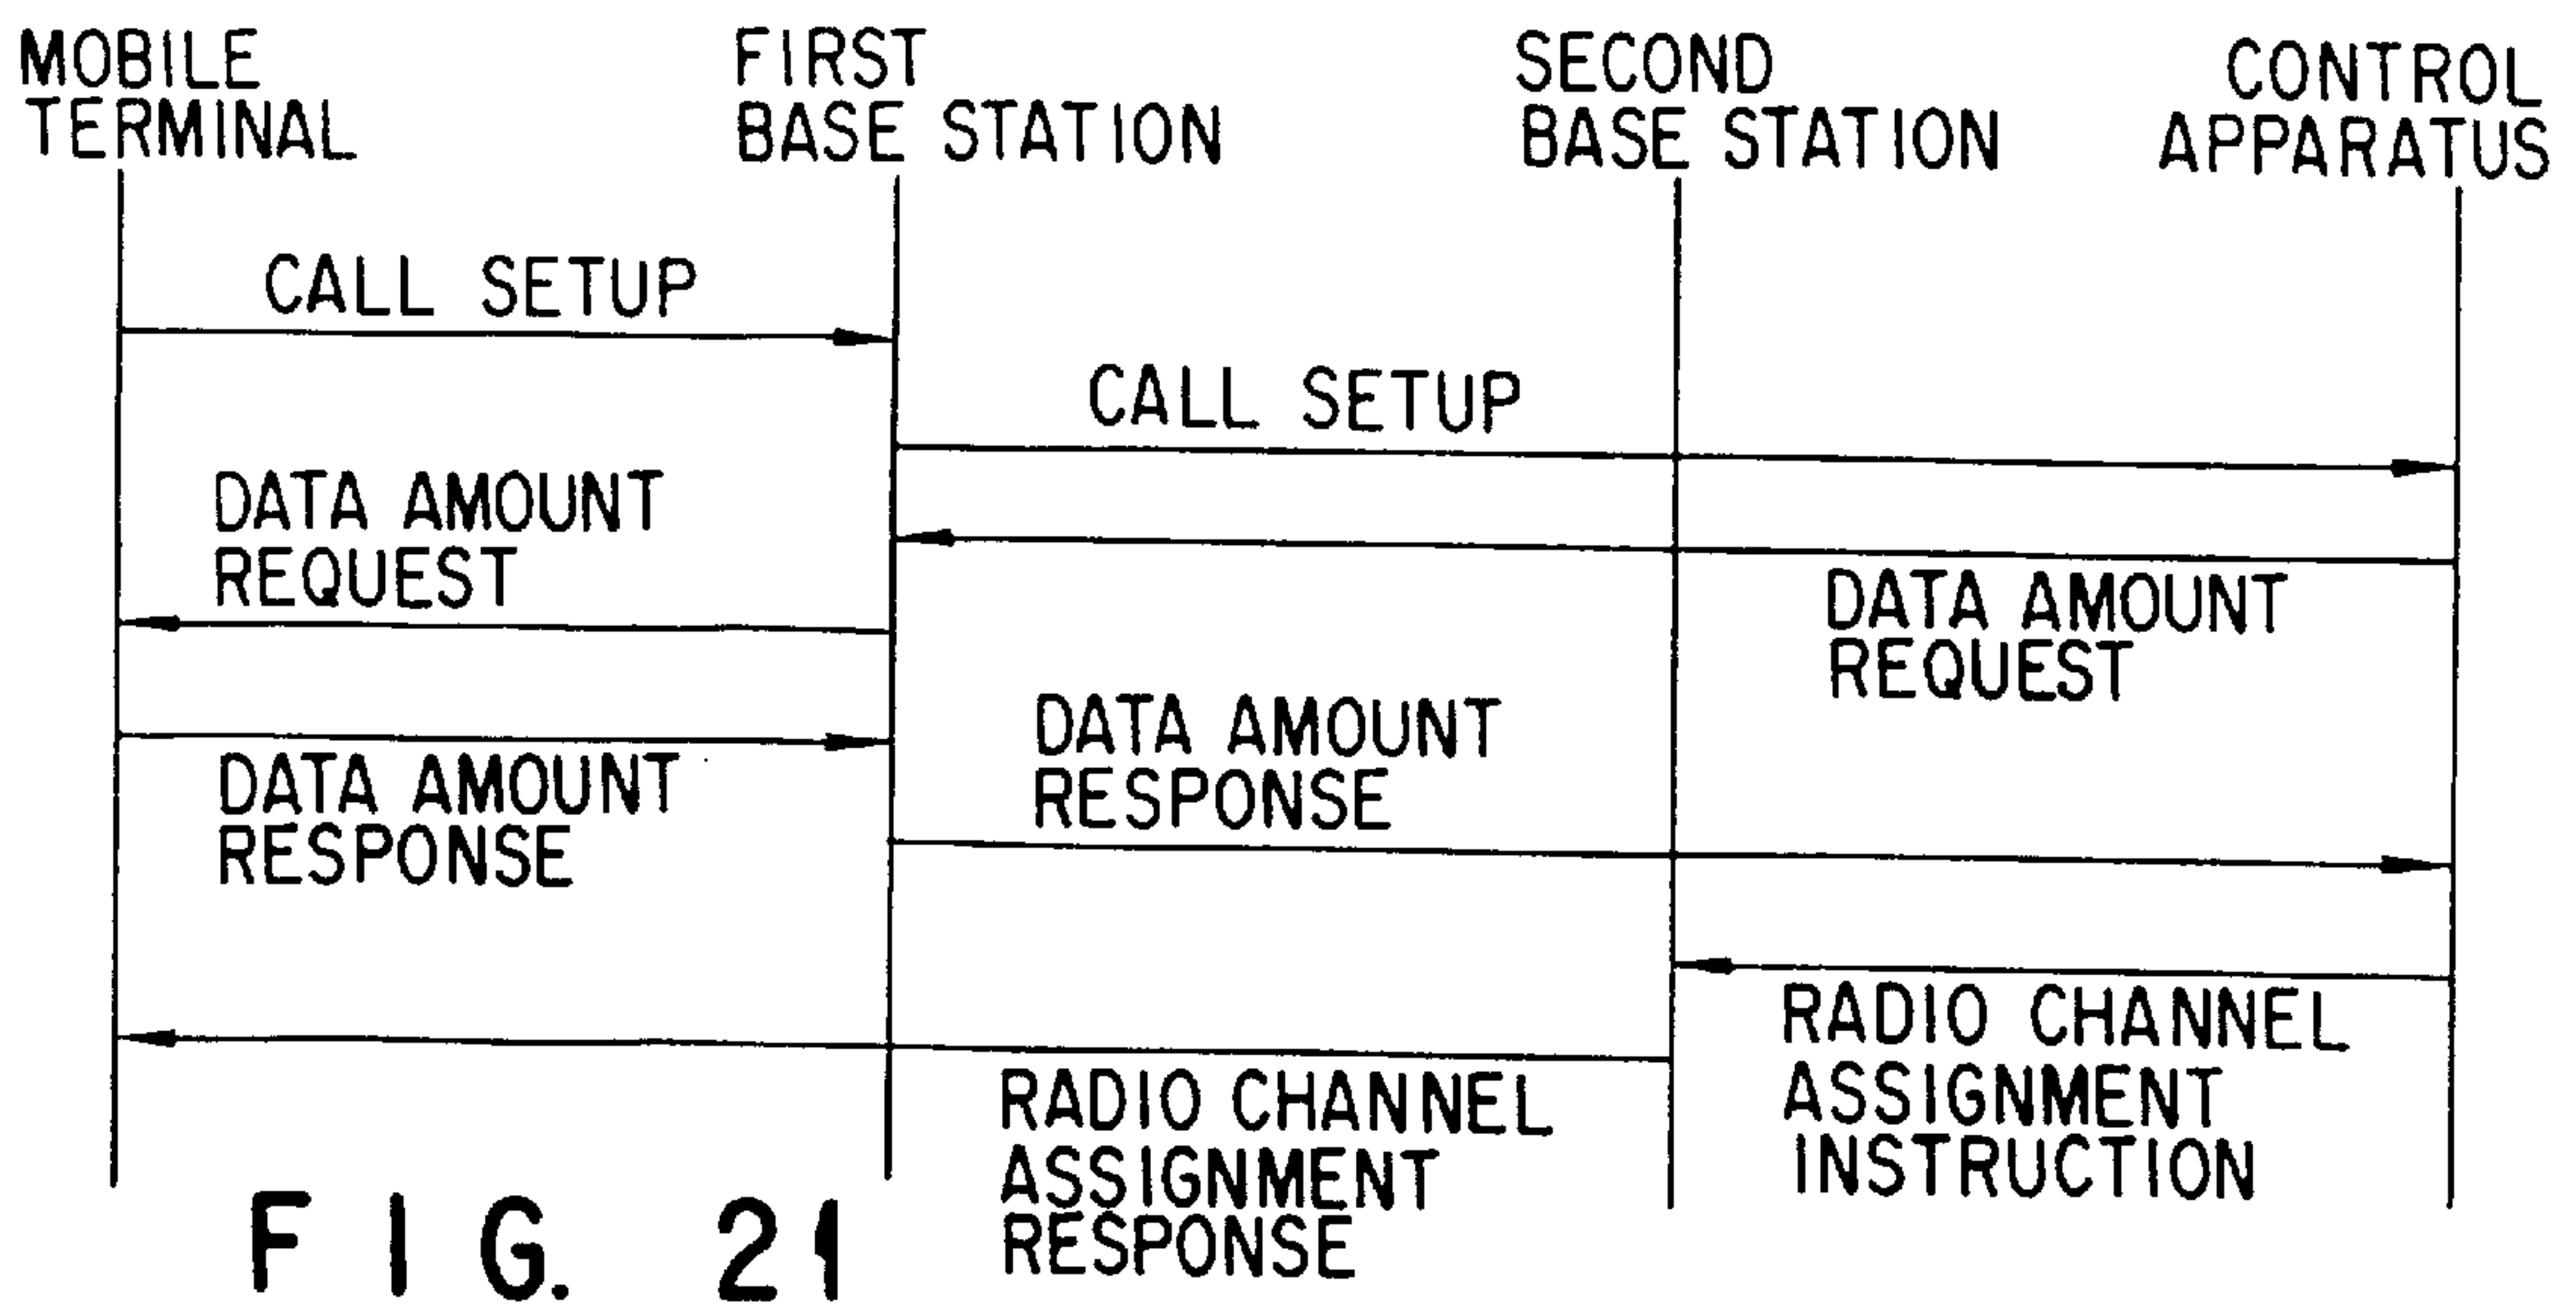 MOBILE
TERMINAL
FIRST
BASE STATION
SECOND
BASE STATION
CONTROL
APPARATUS
CALL SETUP
CALL SETUP
DATA AMOUNT
REQUEST
DATA AMOUNT
REQUEST
DATA AMOUNT
RESPONSE
DATA AMOUNT
RESPONSE
RADIO CHANNEL
ASSIGNMENT
INSTRUCTION
RADIO CHANNEL
ASSIGNMENT
RESPONSE
FIG. 21